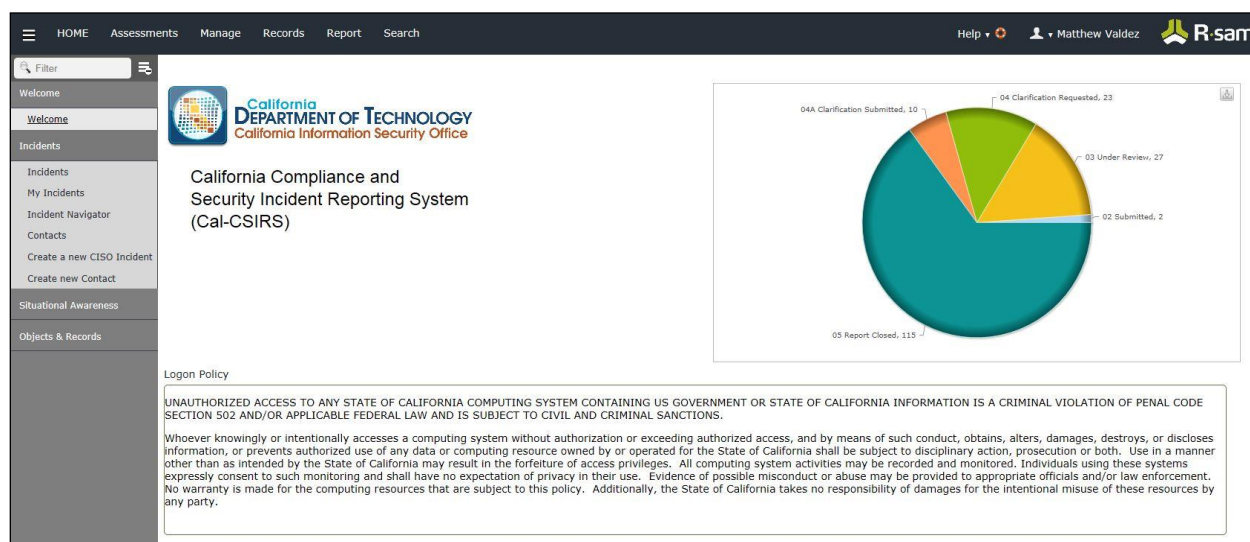 HOME Assessments Manage Records Report Search Help Matthew Valdez R·sam
Filter
Welcome
Welcome
Incidents
Incidents
My Incidents
Incident Navigator
Contacts
Create a new CISO Incident
Create new Contact
Situational Awareness
Objects & Records
California
DEPARTMENT OF TECHNOLOGY
California Information Security Office
California Compliance and
Security Incident Reporting System
(Cal-CSIRS)
04A Clarification Submitted, 10
04 Clarification Requested, 23
03 Under Review, 27
02 Submitted, 2
05 Report Closed, 115
Logon Policy
UNAUTHORIZED ACCESS TO ANY STATE OF CALIFORNIA COMPUTING SYSTEM CONTAINING US GOVERNMENT OR STATE OF CALIFORNIA INFORMATION IS A CRIMINAL VIOLATION OF PENAL CODE
SECTION 502 AND/OR APPLICABLE FEDERAL LAW AND IS SUBJECT TO CIVIL AND CRIMINAL SANCTIONS.
Whoever knowingly or intentionally accesses a computing system without authorization or exceeding authorized access, and by means of such conduct, obtains, alters, damages, destroys, or discloses
information, or prevents authorized use of any data or computing resource owned by or operated for the State of California shall be subject to disciplinary action, prosecution or both. Use in a manner
other than as intended by the State of California may result in the forfeiture of access privileges. All computing system activities may be recorded and monitored. Individuals using these systems
expressly consent to such monitoring and shall have no expectation of privacy in their use. Evidence of possible misconduct or abuse may be provided to appropriate officials and/or law enforcement.
No warranty is made for the computing resources that are subject to this policy. Additionally, the State of California takes no responsibility of damages for the intentional misuse of these resources by
any party.